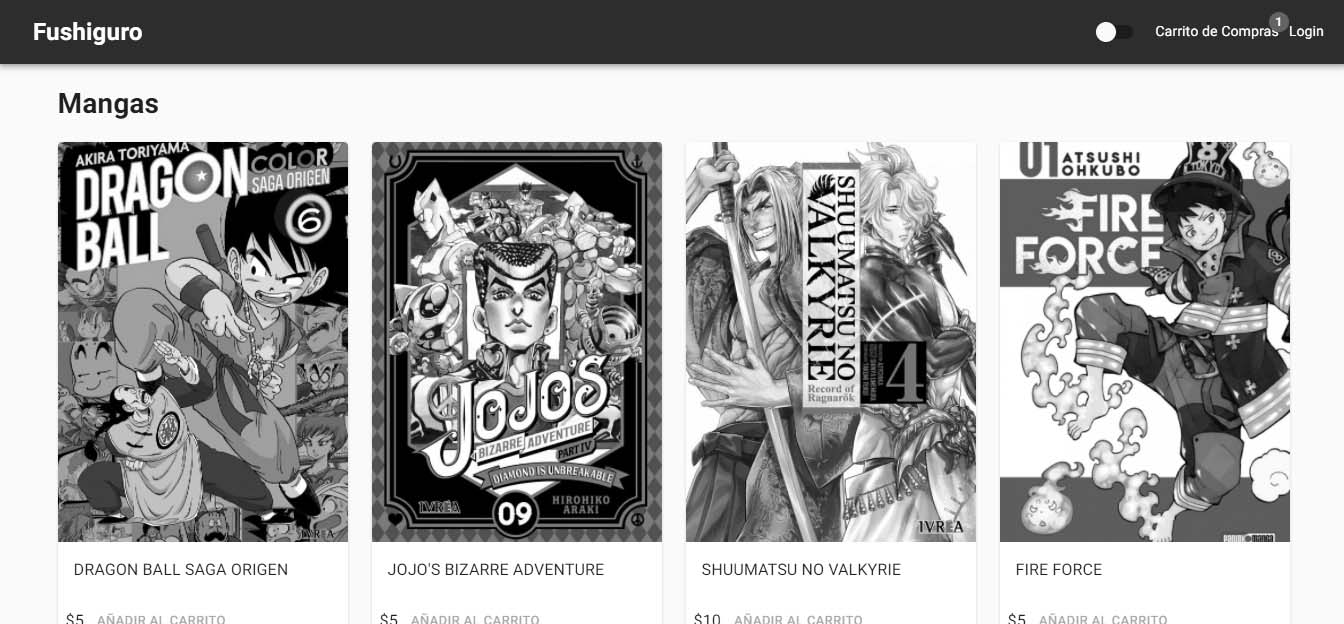 Fushiguro
Carrito de Compras
1
Login
Mangas
AKIRA TORIYAMA
DRAGON
BALL
COLOR
SAGA ORIGEN
6
JOJO'S
BIZARRE ADVENTURE
PART IV
DIAMOND IS UNBREAKABLE
IVREA
09
HIROHIKO
ARAKI
SHUUMATSU NO
VALKYRIE
Record of
Ragnarök
4
IVREA
01
ATSUSHI
OHKUBO
8
TOKYO
FIRE
FORCE
DRAGON BALL SAGA ORIGEN
JOJO'S BIZARRE ADVENTURE
SHUUMATSU NO VALKYRIE
FIRE FORCE
$5 AÑADIR AL CARRITO
$5 AÑADIR AL CARRITO
$10 AÑADIR AL CARRITO
$5 AÑADIR AL CARRITO